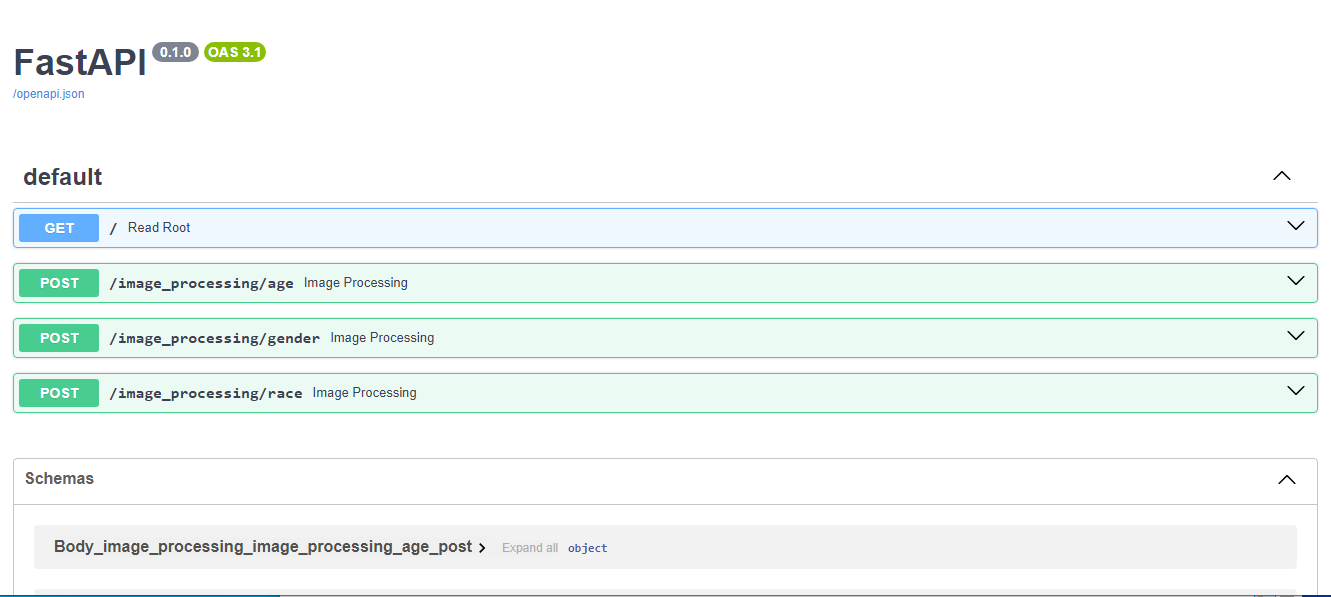 FastAPI 0.1.0 OAS 3.1
/openapi.json
default
GET / Read Root
POST /image_processing/age Image Processing
POST /image_processing/gender Image Processing
POST /image_processing/race Image Processing
Schemas
Body_image_processing_image_processing_age_post Expand all object